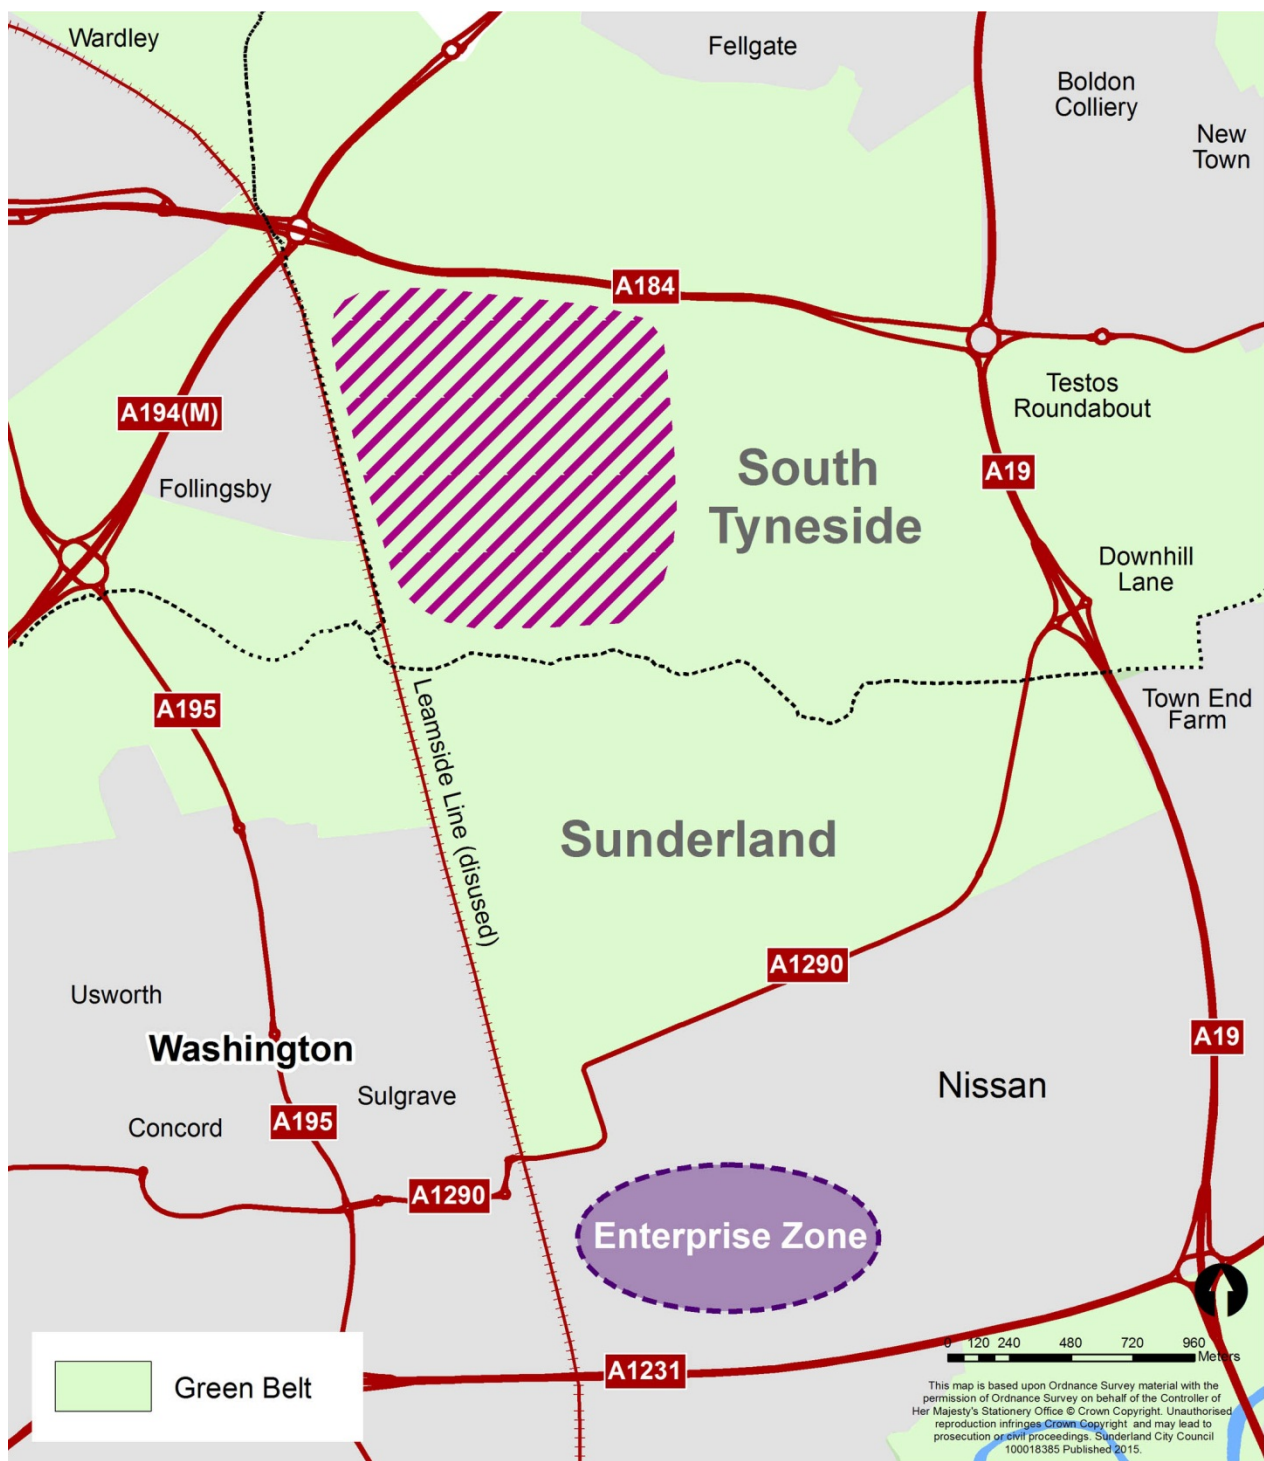 Wardley
Fellgate
Boldon
Colliery
New
Town
A184
A194(M)
Testos
Roundabout
A19
South
Tyneside
Follingsby
Downhill
Lane
A195
Leamside Line (disused)
Town End
Farm
Sunderland
A1290
Usworth
Washington
A19
Nissan
Sulgrave
A195
Concord
A1290
Enterprise Zone
Green Belt
A1231
0 120 240 480 720 960
Meters
This map is based upon Ordnance Survey material with the
permission of Ordnance Survey on behalf of the Controller of
Her Majesty's Stationery Office © Crown Copyright. Unauthorised
reproduction infringes Crown Copyright and may lead to
prosecution or civil proceedings. Sunderland City Council
100018385 Published 2015.